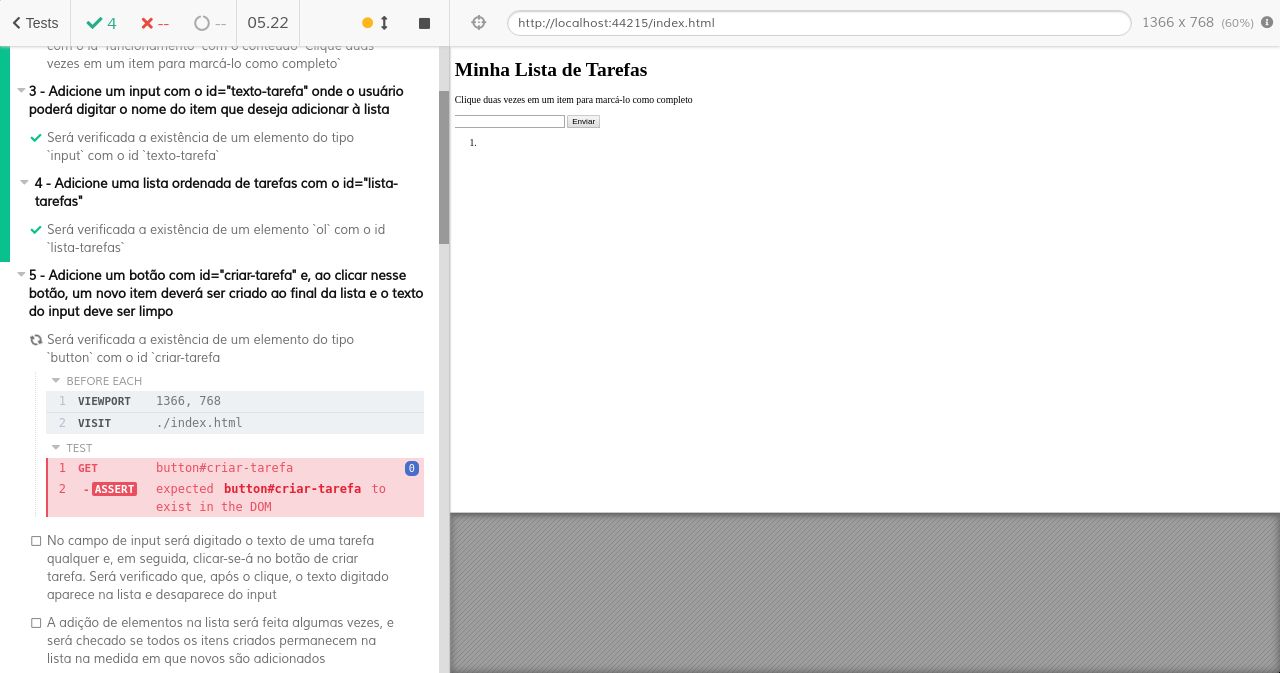 Tests
4
--
--
05.22
http://localhost:44215/index.html
1366 x 768 (60%)
com o id `funcionamento` com o conteúdo `Clique duas
vezes em um item para marcá-lo como completo`
3 - Adicione um input com o id="texto-tarefa" onde o usuário
poderá digitar o nome do item que deseja adicionar à lista
Será verificada a existência de um elemento do tipo
`input` com o id `texto-tarefa`
4 - Adicione uma lista ordenada de tarefas com o id="lista-
tarefas"
Será verificada a existência de um elemento `ol` com o id
`lista-tarefas`
5 - Adicione um botão com id="criar-tarefa" e, ao clicar nesse
botão, um novo item deverá ser criado ao final da lista e o texto
do input deve ser limpo
Será verificada a existência de um elemento do tipo
`button` com o id `criar-tarefa
BEFORE EACH
1 VIEWPORT 1366, 768
2 VISIT ./index.html
TEST
1 GET button#criar-tarefa 0
2 -ASSERT expected button#criar-tarefa to
exist in the DOM
No campo de input será digitado o texto de uma tarefa
qualquer e, em seguida, clicar-se-á no botão de criar
tarefa. Será verificado que, após o clique, o texto digitado
aparece na lista e desaparece do input
A adição de elementos na lista será feita algumas vezes, e
será checado se todos os itens criados permanecem na
lista na medida em que novos são adicionados
Minha Lista de Tarefas
Clique duas vezes em um item para marcá-lo como completo
Enviar
1.